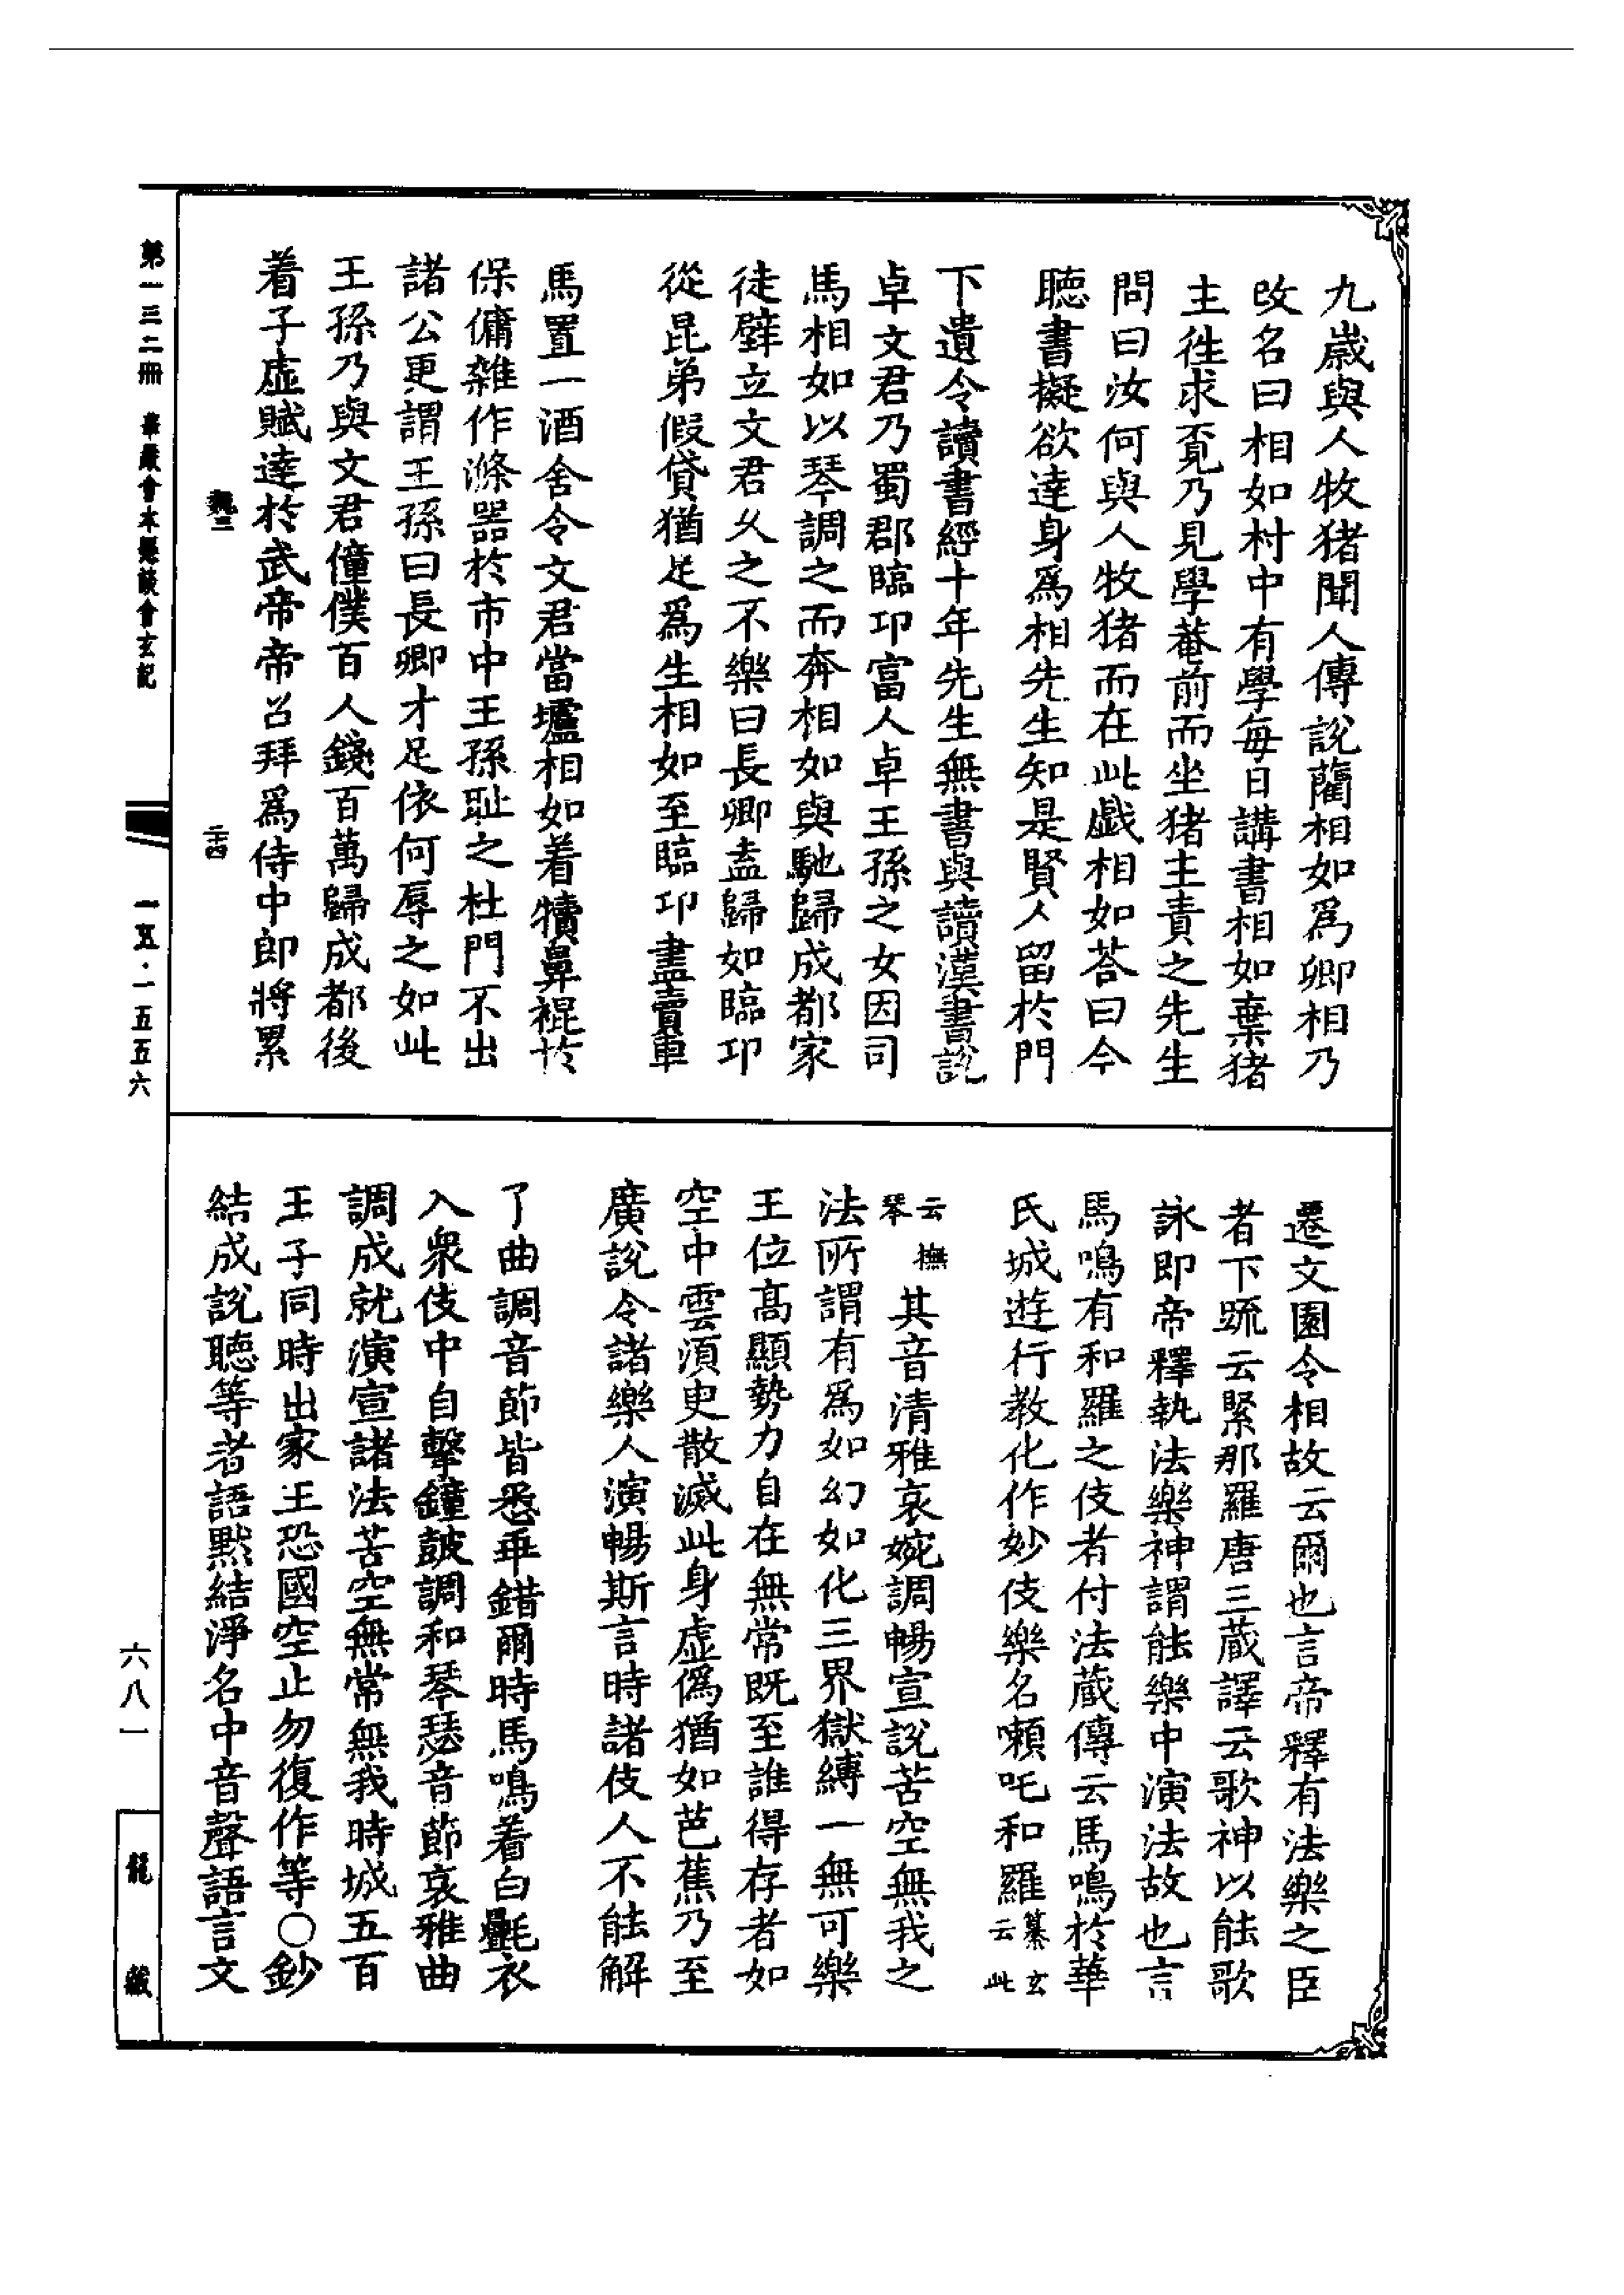 九歲與人牧猪聞人傳說藺相如爲卿相乃
改名曰相如村中有學每日講書相如棄猪
主徃求覔乃見學菴前而坐猪主責之先生
問曰汝何與人牧猪而在此戲相如荅曰今
聽書擬欲達身爲相先生知是賢人留於門
下遺令讀書經十年先生無書與讀漢書說
卓文君乃蜀郡臨卭富人卓王孫之女因司
馬相如以琴調之而奔相如與馳歸成都家
徒壁立文君乆之不樂曰長卿盍歸如臨卭
從昆弟假貸猶足爲生相如至臨卭盡賣車
馬置一酒舍令文君當壚相如着犢鼻裩於
保傭雜作滌器於市中王孫耻之杜門不出
諸公更謂王孫曰長卿才足依何辱之如此
王孫乃與文君僮僕百人錢百萬歸成都後
着子虛賦達於武帝帝召拜爲侍中郎將累
魏三　二十四
遷文園令相故云爾也言帝釋有法樂之臣
者下䟽云緊那羅唐三藏譯云歌神以能歌
詠即帝釋執法樂神謂能樂中演法故也言
馬鳴有和羅之伎者付法藏傳云馬鳴於華
氏城遊行教化作妙伎樂名嚬吒和羅纂玄云此
云撫琴其音清雅哀婉調暢宣說苦空無我之
法所謂有爲如幻如化三界獄縛一無可樂
王位高顯勢力自在無常既至誰得存者如
空中雲須臾散滅此身虛僞猶如芭蕉乃至
廣說令諸樂人演暢斯言時諸伎人不能解
了曲調音節皆悉乖錯爾時馬鳴着白㲲衣
入衆伎中自擊鐘鼓調和琴瑟音節哀雅曲
調成就演宣諸法苦空無常無我時城五百
王子同時出家王恐國空止勿復作等○鈔
結成說聽等者語默結淨名中音聲語言文
第一三二冊　華嚴會本懸談會玄記
一五·一五五六
六八一
龍藏